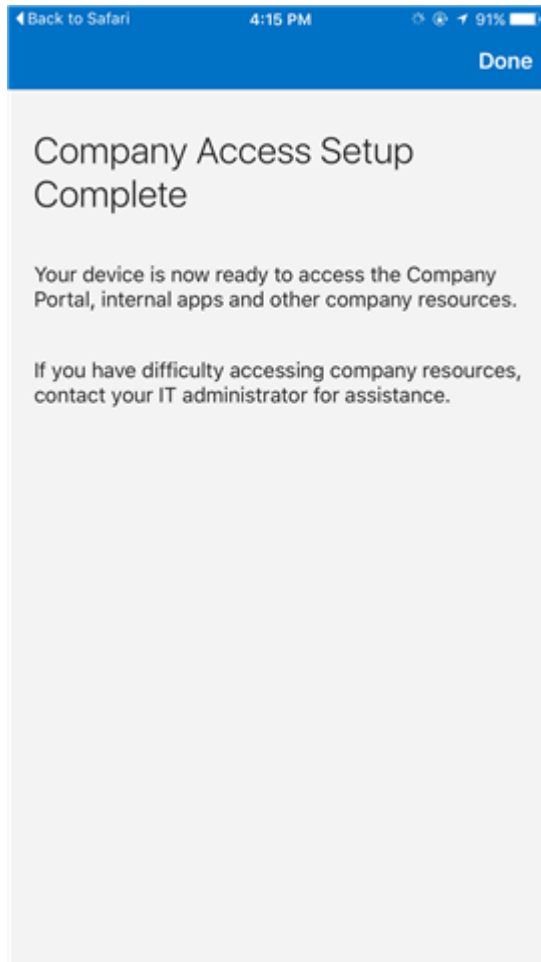 Back to Safari 4:15 PM 91%
Done
Company Access Setup
Complete
Your device is now ready to access the Company
Portal, internal apps and other company resources.
If you have difficulty accessing company resources,
contact your IT administrator for assistance.